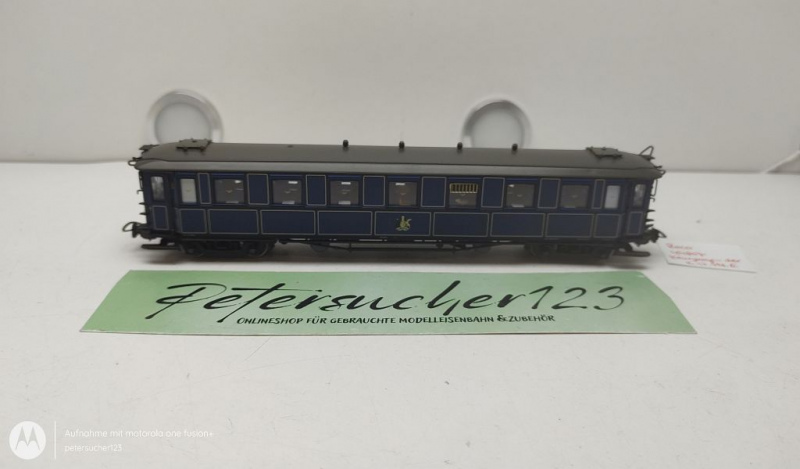 Petersucher123
ONLINESHOP FÜR GEBRAUCHTE MODELLEISENBAHN & ZUBEHÖR
Aufnahme mit motorola one fusion+
petersucher123